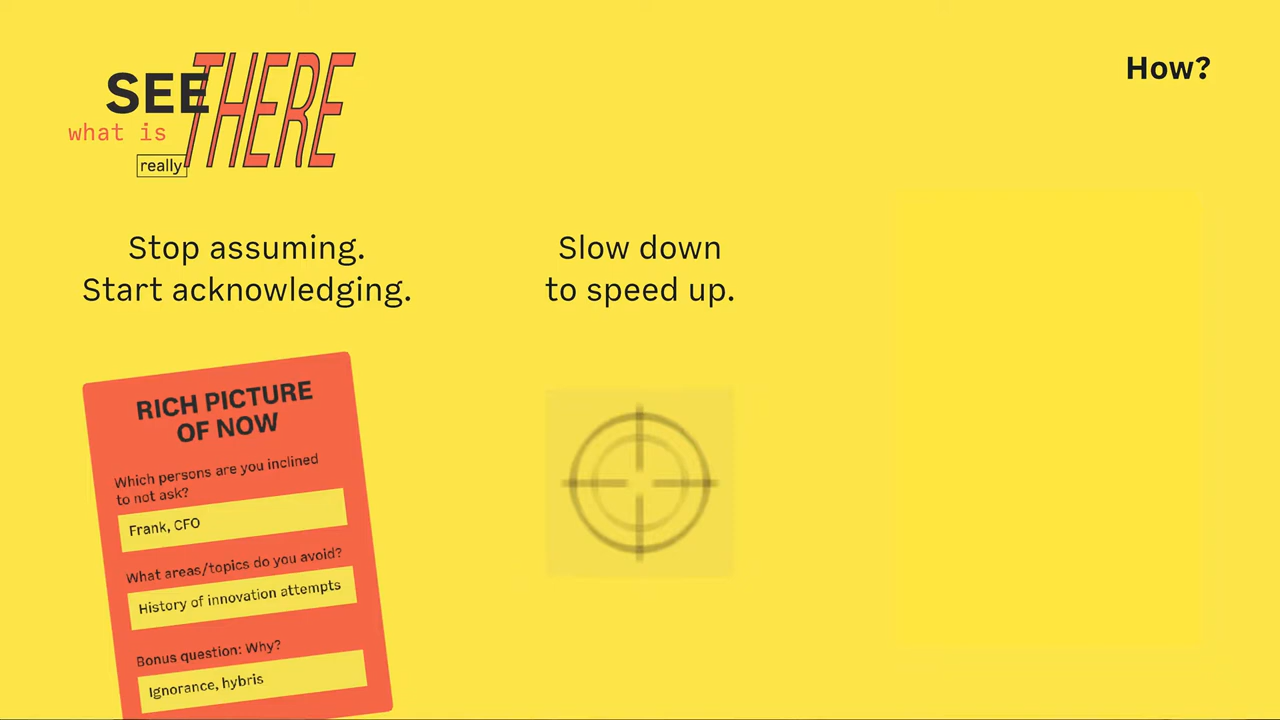 SEE THERE
what is
really
How?
Stop assuming.
Start acknowledging.
Slow down
to speed up.
RICH PICTURE
OF NOW
Which persons are you inclined
to not ask?
Frank, CFO
What areas/topics do you avoid?
History of innovation attempts
Bonus question: Why?
Ignorance, hybris